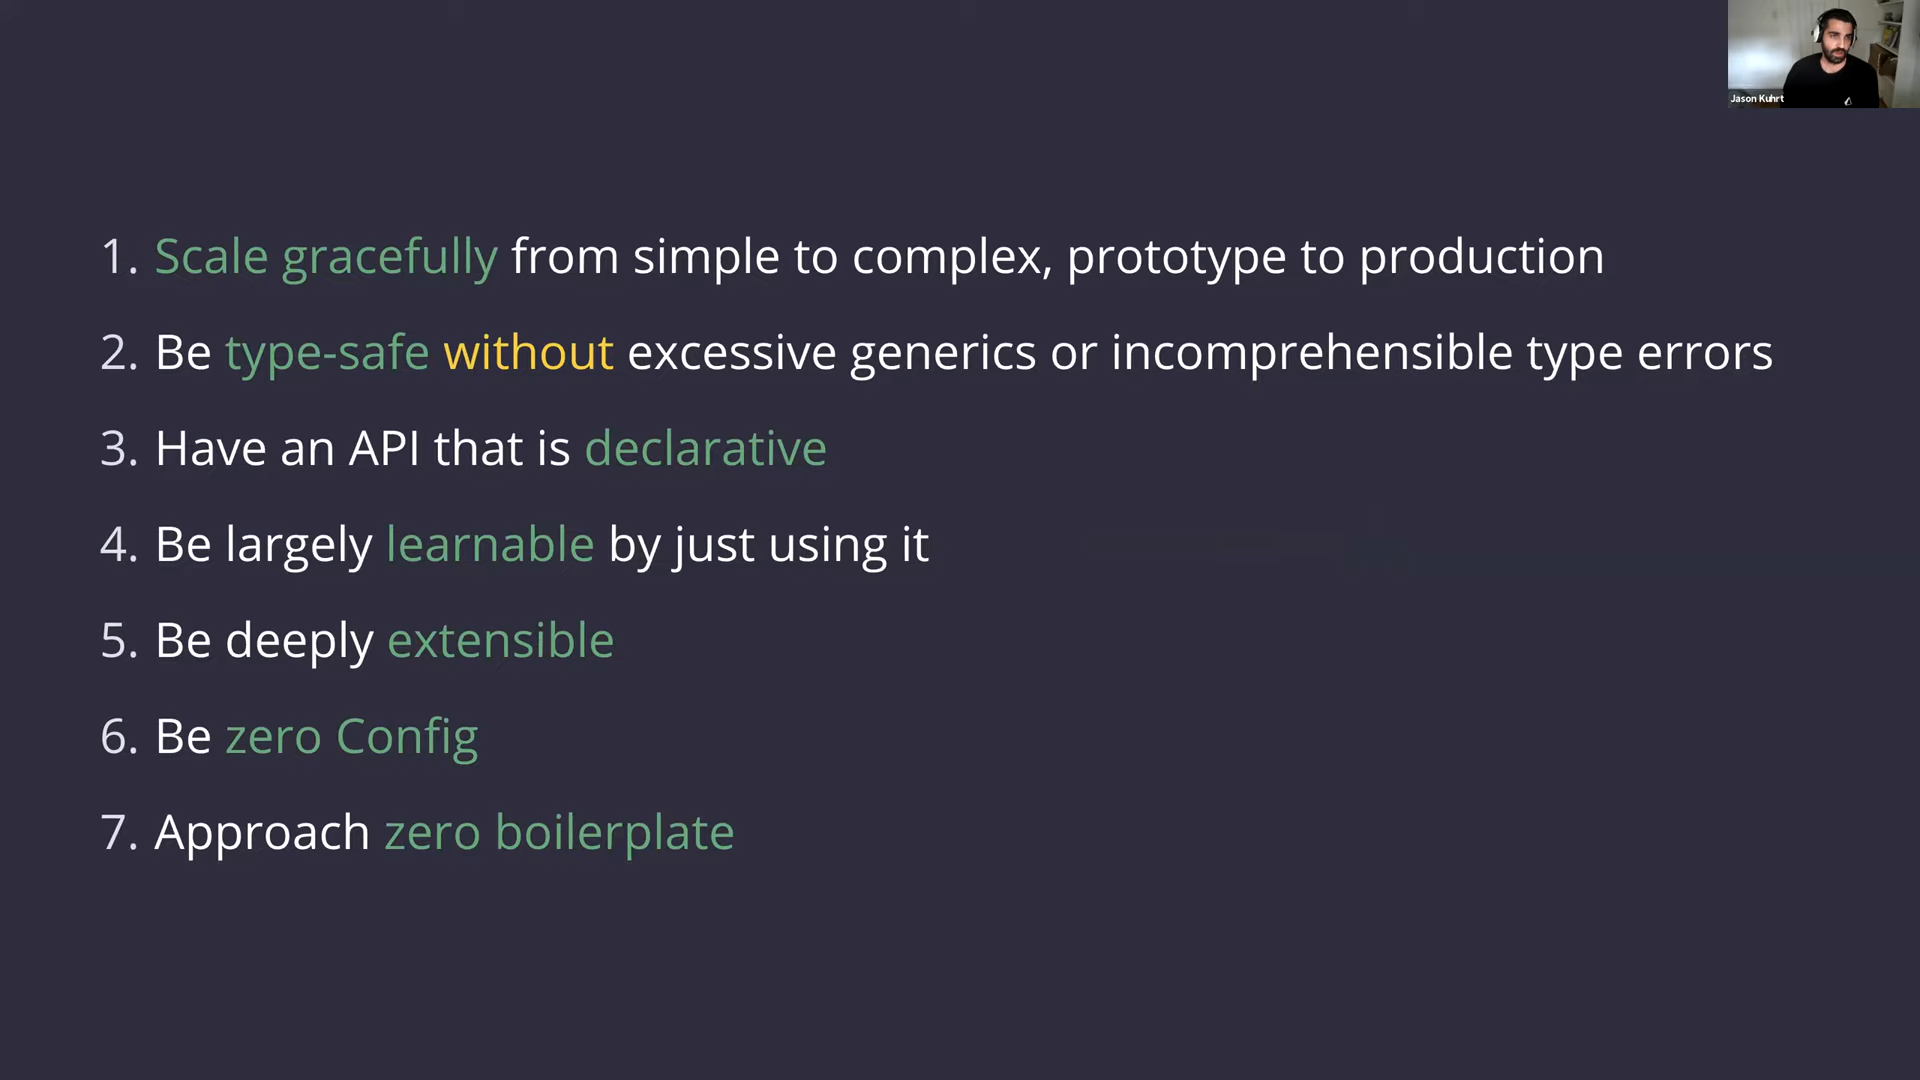 Jason Kuhrt
1. Scale gracefully from simple to complex, prototype to production
2. Be type-safe without excessive generics or incomprehensible type errors
3. Have an API that is declarative
4. Be largely learnable by just using it
5. Be deeply extensible
6. Be zero Config
7. Approach zero boilerplate